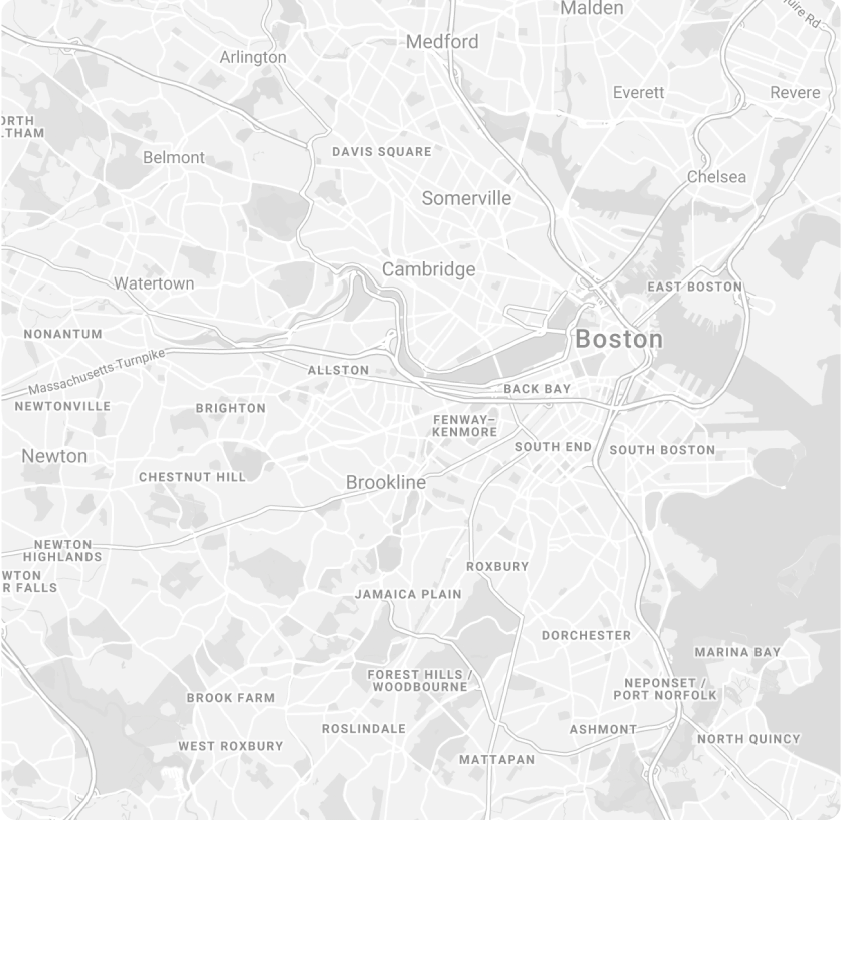 Malden
uire Rd
Medford
Arlington
Everett
Revere
ORTH
LTHAM
DAVIS SQUARE
Belmont
Chelsea
Somerville
Cambridge
Watertown
EAST BOSTON
NONANTUM
Boston
Massachusetts Turnpike
ALLSTON
BACK BAY
NEWTONVILLE
BRIGHTON
FENWAY–
KENMORE
SOUTH END
SOUTH BOSTON
Newton
CHESTNUT HILL
Brookline
NEWTON
HIGHLANDS
ROXBURY
WTON
R FALLS
JAMAICA PLAIN
DORCHESTER
MARINA BAY
FOREST HILLS /
WOODBOURNE
NEPONSET /
PORT NORFOLK
BROOK FARM
ROSLINDALE
ASHMONT
NORTH QUINCY
WEST ROXBURY
MATTAPAN